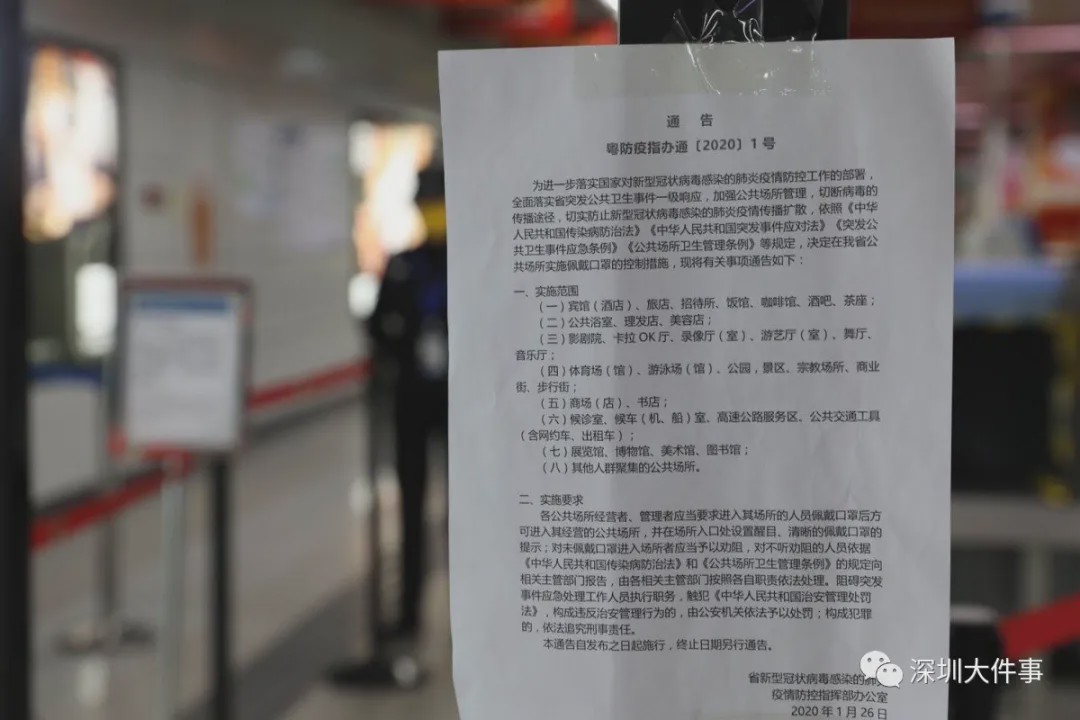 通 告
粤防疫指办通〔2020〕1号
为进一步落实国家对新型冠状病毒感染的肺炎疫情防控工作的部署，
全面落实省突发公共卫生事件一级响应，加强公共场所管理，切断病毒的
传播途径，切实防止新型冠状病毒感染的肺炎疫情传播扩散，依照《中华
人民共和国传染病防治法》《中华人民共和国突发事件应对法》《突发公
共卫生事件应急条例》《公共场所卫生管理条例》等规定，决定在我省公
共场所实施佩戴口罩的控制措施，现将有关事项通告如下：
一、实施范围
（一）宾馆（酒店）、旅店、招待所、饭馆、咖啡馆、酒吧、茶座；
（二）公共浴室、理发店、美容店；
（三）影剧院、卡拉OK厅、录像厅（室）、游艺厅（室）、舞厅、
音乐厅；
（四）体育场（馆）、游泳场（馆）、公园，景区、宗教场所、商业
街、步行街；
（五）商场（店）、书店；
（六）候诊室、候车（机、船）室、高速公路服务区、公共交通工具
（含网约车、出租车）；
（七）展览馆、博物馆、美术馆、图书馆；
（八）其他人群聚集的公共场所。
二、实施要求
各公共场所经营者、管理者应当要求进入其场所的人员佩戴口罩后方
可进入其经营的公共场所，并在场所入口处设置醒目、清晰的佩戴口罩的
提示；对未佩戴口罩进入场所者应当予以劝阻，对不听劝阻的人员依据
《中华人民共和国传染病防治法》和《公共场所卫生管理条例》的规定向
相关主管部门报告，由各相关主管部门按照各自职责依法处理。阻碍突发
事件应急处理工作人员执行职务，触犯《中华人民共和国治安管理处罚
法》，构成违反治安管理行为的，由公安机关依法予以处罚；构成犯罪
的，依法追究刑事责任。
本通告自发布之日起施行，终止日期另行通告。
省新型冠状病毒感染的肺
疫情防控指挥部办公室
2020年1月26日
深圳大件事